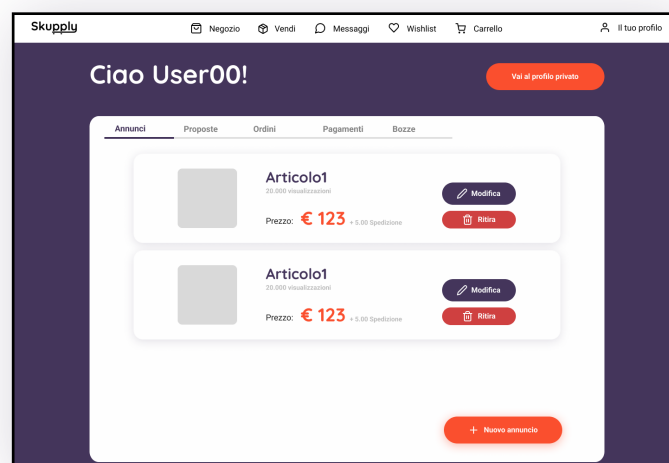 Skupply
Negozio Vendi Messaggi Wishlist Carrello Il tuo profilo
Ciao User00!
Vai al profilo privato
Annunci Proposte Ordini Pagamenti Bozze
Articolo1
20.000 visualizzazioni
Modifica
Prezzo: € 123 + 5.00 Spedizione
Ritira
Articolo1
20.000 visualizzazioni
Modifica
Prezzo: € 123 + 5.00 Spedizione
Ritira
Nuovo annuncio